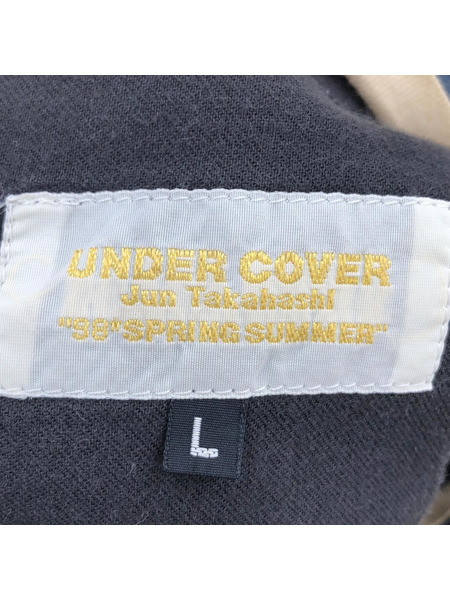 UNDER COVER
Jun Takahashi
"98"SPRING SUMMER"
L